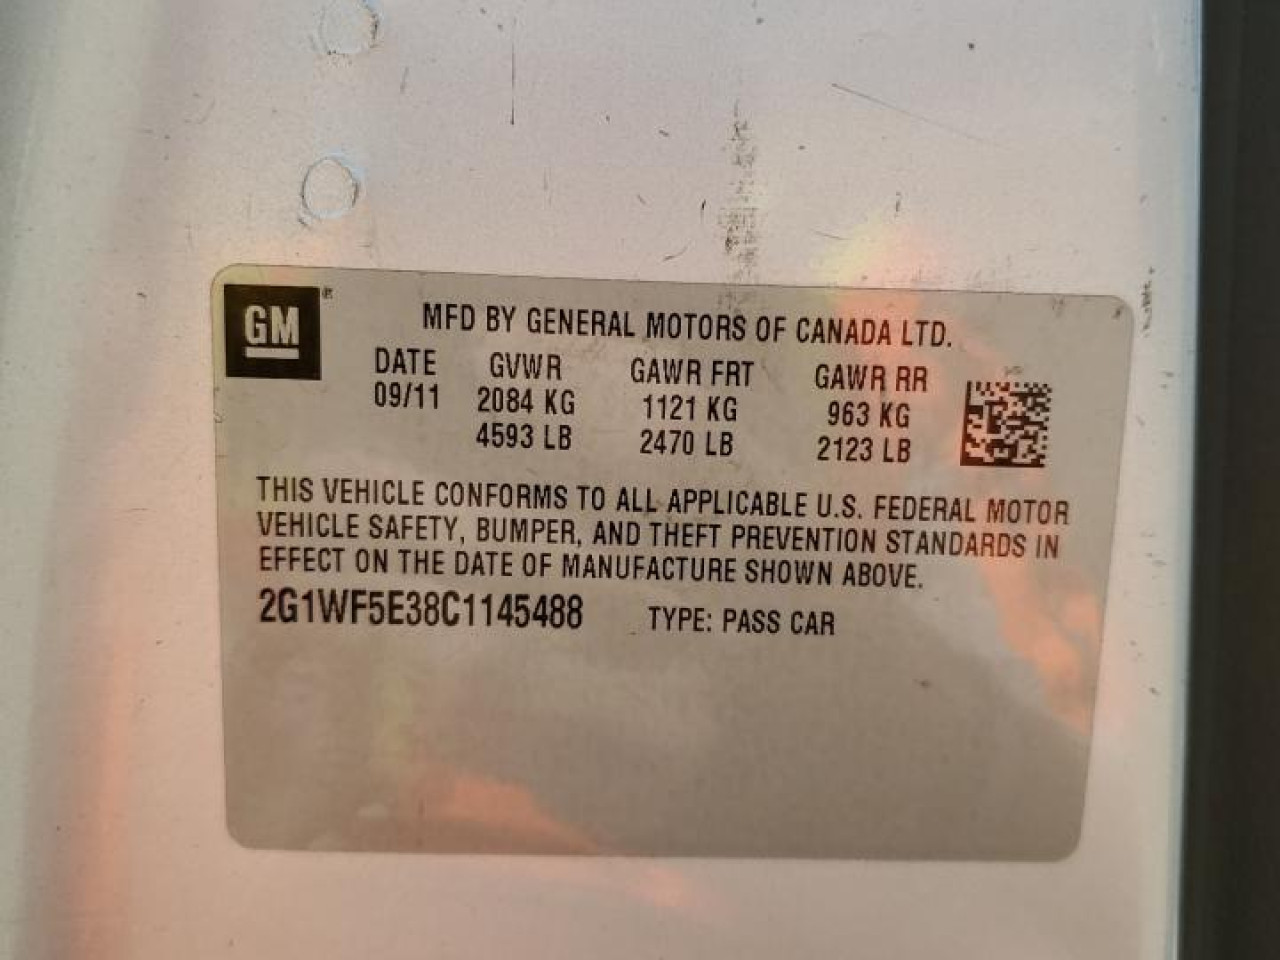 GM®
MFD BY GENERAL MOTORS OF CANADA LTD.
DATE GVWR GAWR FRT GAWR RR
09/11 2084 KG 1121 KG 963 KG
4593 LB 2470 LB 2123 LB
THIS VEHICLE CONFORMS TO ALL APPLICABLE U.S. FEDERAL MOTOR
VEHICLE SAFETY, BUMPER, AND THEFT PREVENTION STANDARDS IN
EFFECT ON THE DATE OF MANUFACTURE SHOWN ABOVE.
2G1WF5E38C1145488 TYPE: PASS CAR